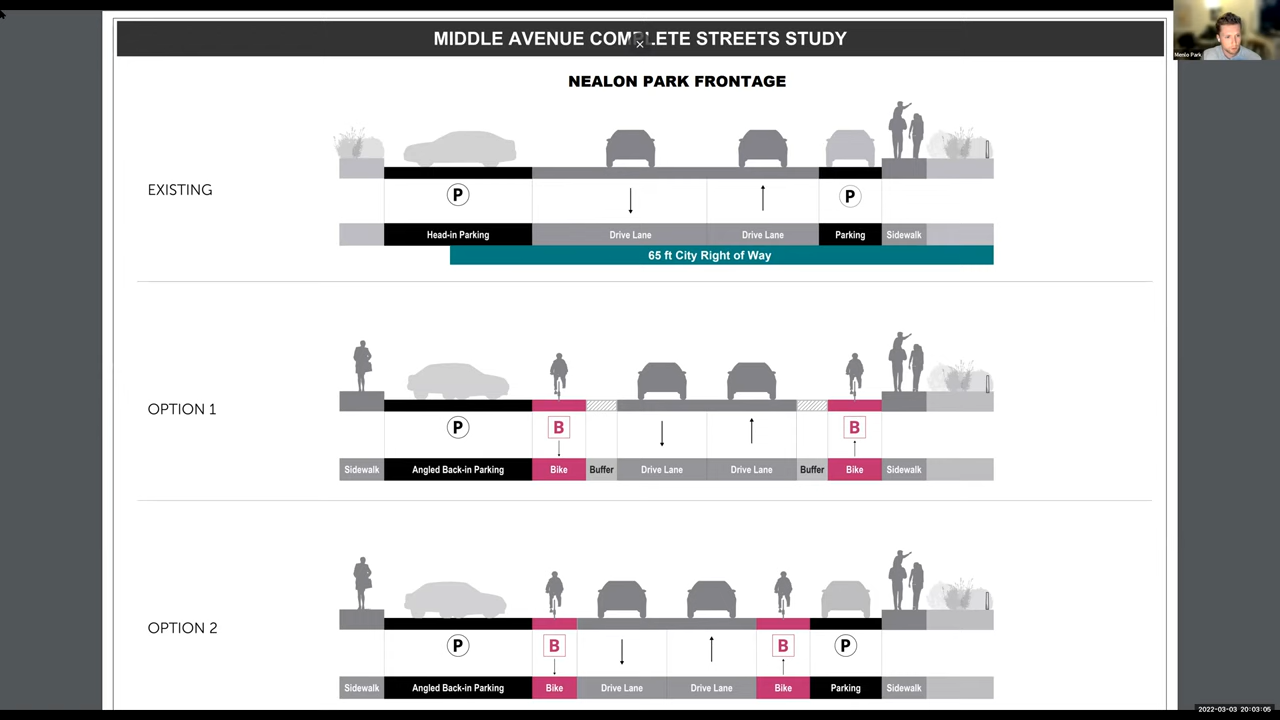 MIDDLE AVENUE COMPLETE STREETS STUDY
Menlo Park
NEALON PARK FRONTAGE
EXISTING
P
P
Head-in Parking Drive Lane Drive Lane Parking Sidewalk
65 ft City Right of Way
OPTION 1
P B B
Sidewalk Angled Back-in Parking Bike Buffer Drive Lane Drive Lane Buffer Bike Sidewalk
OPTION 2
P B B P
Sidewalk Angled Back-in Parking Bike Drive Lane Drive Lane Bike Parking Sidewalk
2022-03-03 20:03:05